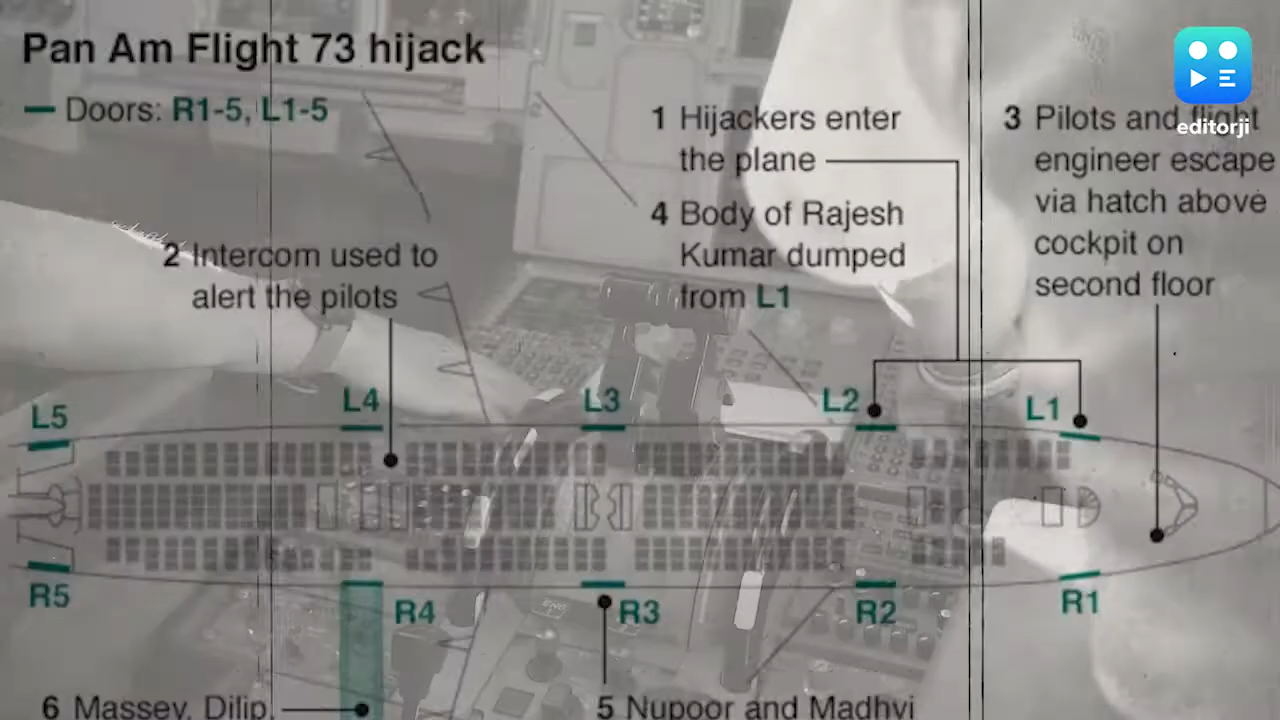 Pan Am Flight 73 hijack
Doors: R1-5, L1-5
editorji
1 Hijackers enter
the plane
3 Pilots and flight
engineer escape
via hatch above
cockpit on
second floor
4 Body of Rajesh
Kumar dumped
from L1
2 Intercom used to
alert the pilots
L5
L4
L3
L2
L1
R5
R4
R3
R2
R1
6 Massey, Dilip,
5 Nupoor and Madhvi